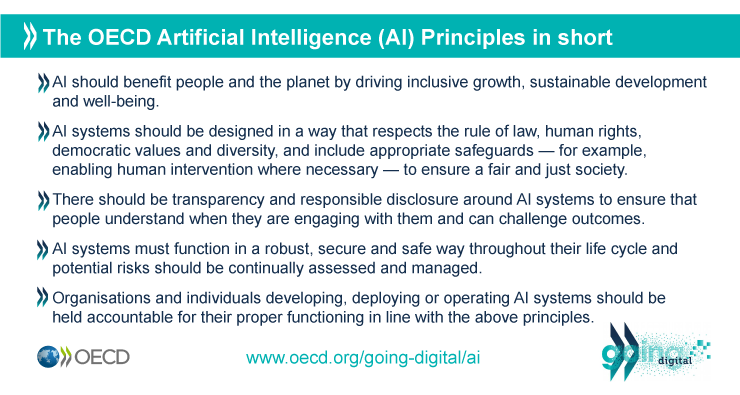 The OECD Artificial Intelligence (AI) Principles in short
AI should benefit people and the planet by driving inclusive growth, sustainable development
and well-being.
AI systems should be designed in a way that respects the rule of law, human rights,
democratic values and diversity, and include appropriate safeguards — for example,
enabling human intervention where necessary — to ensure a fair and just society.
There should be transparency and responsible disclosure around AI systems to ensure that
people understand when they are engaging with them and can challenge outcomes.
AI systems must function in a robust, secure and safe way throughout their life cycle and
potential risks should be continually assessed and managed.
Organisations and individuals developing, deploying or operating AI systems should be
held accountable for their proper functioning in line with the above principles.
OECD
www.oecd.org/going-digital/ai
going
digital